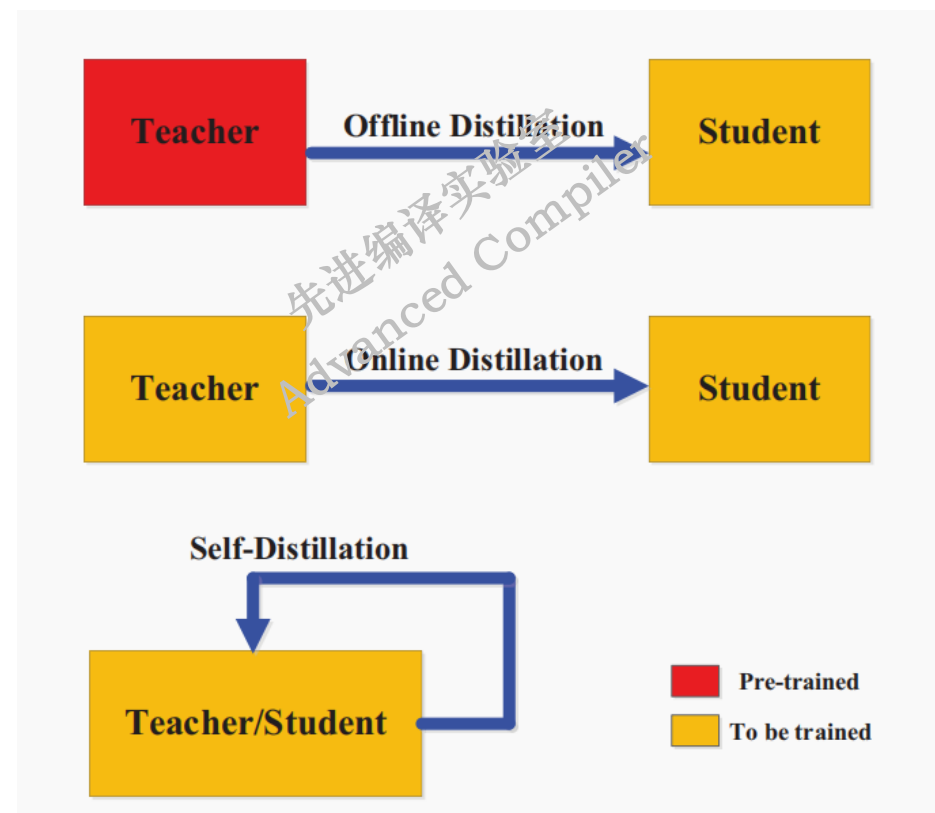 Teacher
Offline Distillation
Student
先进编译实验室
Advanced Compiler
Teacher
Online Distillation
Student
Self-Distillation
Teacher/Student
Pre-trained
To be trained